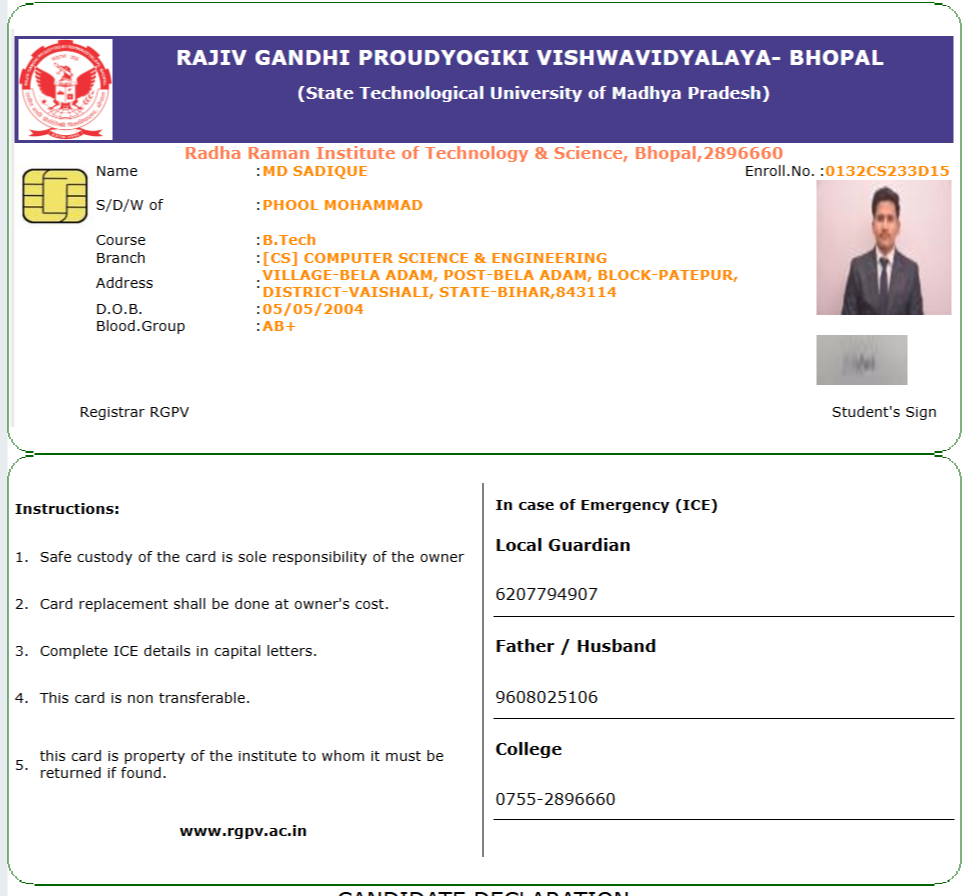 RAJIV GANDHI PROUDYOGIKI VISHWAVIDYALAYA- BHOPAL
(State Technological University of Madhya Pradesh)
Radha Raman Institute of Technology & Science, Bhopal,2896660
Name :MD SADIQUE Enroll.No. :0132CS233D15
S/D/W of :PHOOL MOHAMMAD
Course :B.Tech
Branch :[CS] COMPUTER SCIENCE & ENGINEERING
Address :VILLAGE-BELA ADAM, POST-BELA ADAM, BLOCK-PATEPUR,
DISTRICT-VAISHALI, STATE-BIHAR,843114
D.O.B. :05/05/2004
Blood.Group :AB+
Registrar RGPV Student's Sign
Instructions:
1. Safe custody of the card is sole responsibility of the owner
2. Card replacement shall be done at owner's cost.
3. Complete ICE details in capital letters.
4. This card is non transferable.
5. this card is property of the institute to whom it must be
returned if found.
www.rgpv.ac.in
In case of Emergency (ICE)
Local Guardian
6207794907
Father / Husband
9608025106
College
0755-2896660
CANDIDATE DECLARATION